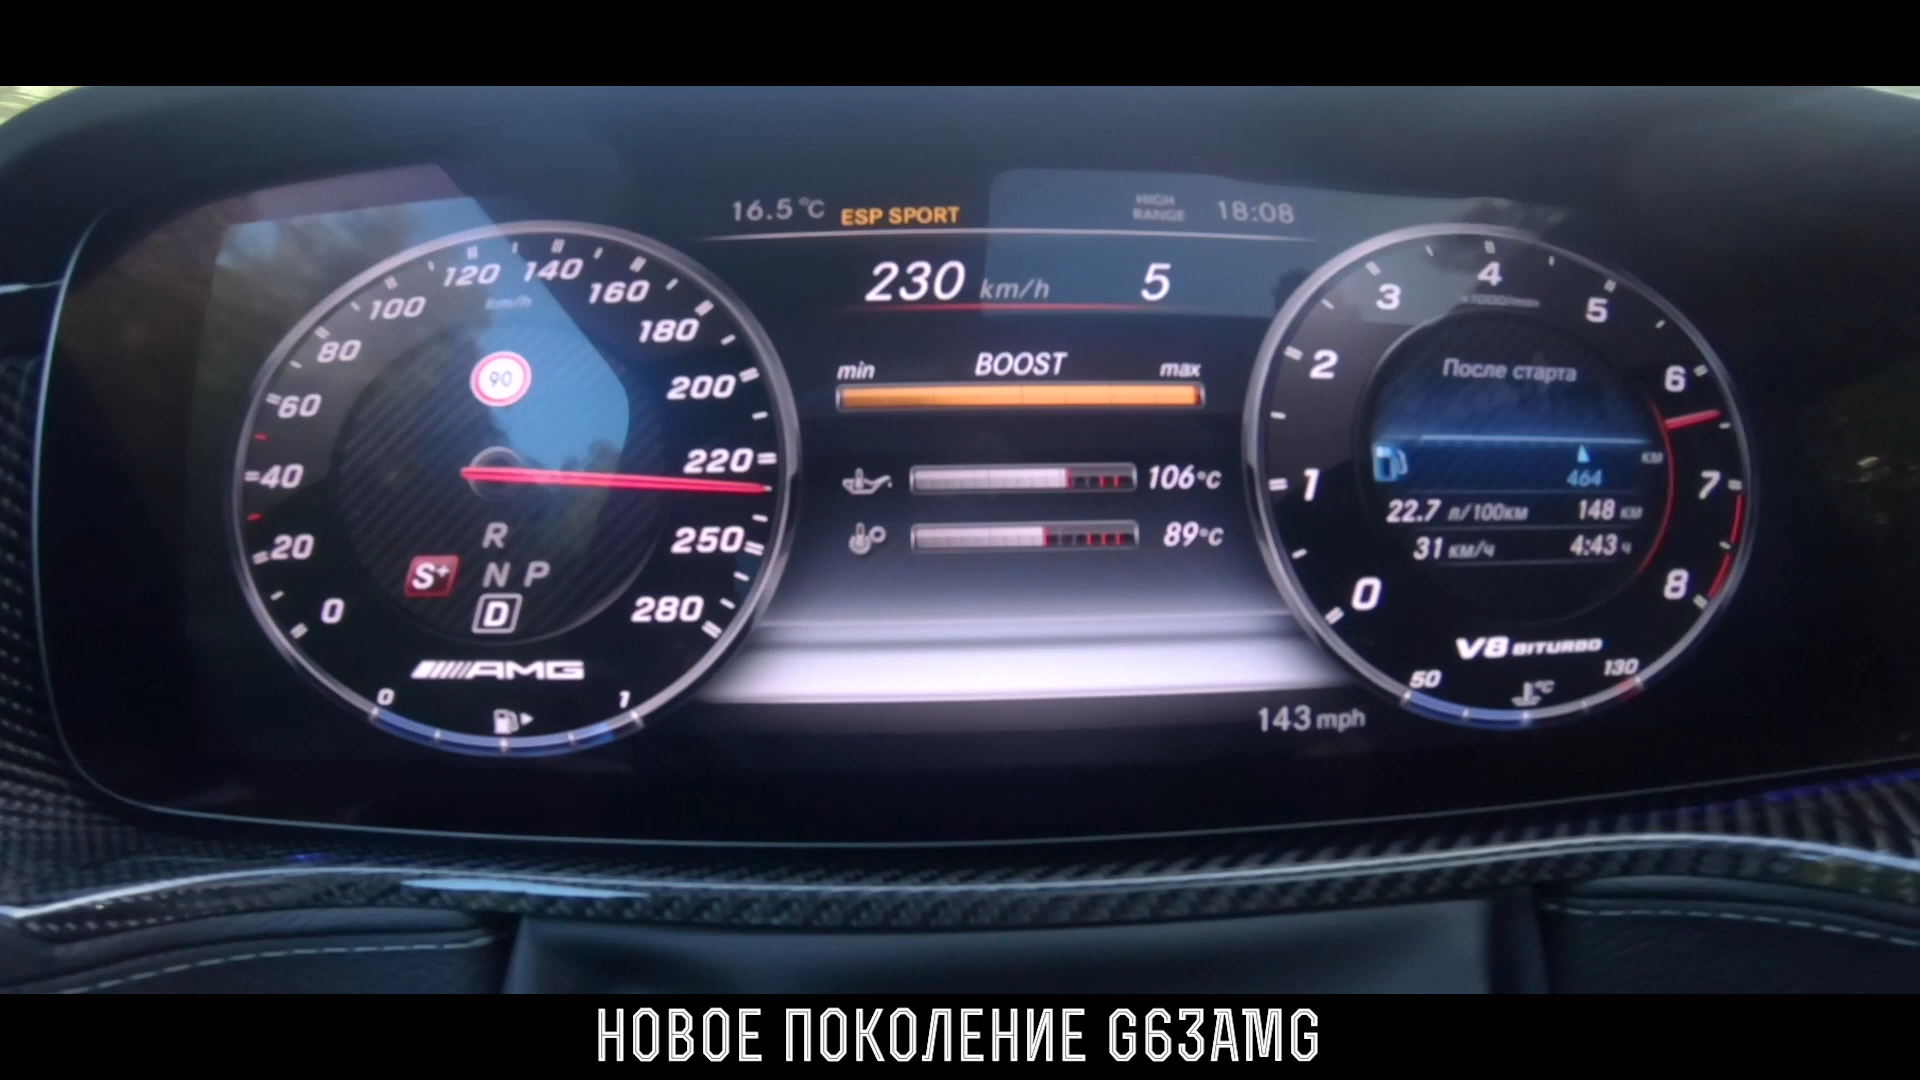 16.5 °C ESP SPORT HIGH RANGE 18:08
230 km/h 5
min BOOST max
106 °C
89 °C
143 mph
0 20 40 60 80 100 120 140 160 180 200 220 250 280
km/h
90
R
S+ N P
D
AMG
0 1
0 1 2 3 4 5 6 7 8
x1000/min
После старта
км
464
22.7 л/100км 148 км
31 км/ч 4:43 ч
V8 BITURBO
50 °C 130
НОВОЕ ПОКОЛЕНИЕ G63AMG